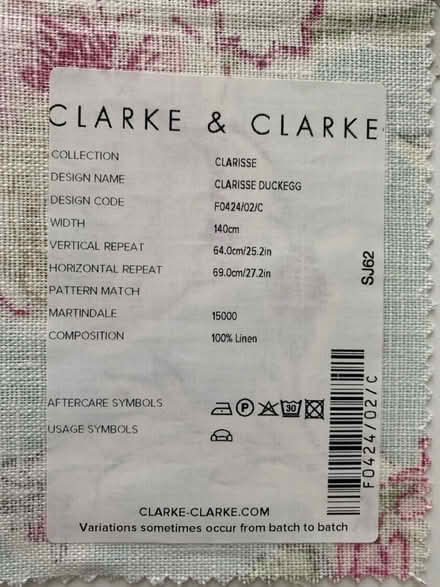 CLARKE & CLARKE
COLLECTION CLARISSE
DESIGN NAME CLARISSE DUCKEGG
DESIGN CODE F0424/02/C
WIDTH 140cm
VERTICAL REPEAT 64.0cm/25.2in
HORIZONTAL REPEAT 69.0cm/27.2in
PATTERN MATCH
MARTINDALE 15000
COMPOSITION 100% Linen
AFTERCARE SYMBOLS P 30
USAGE SYMBOLS
CLARKE-CLARKE.COM
Variations sometimes occur from batch to batch
SJ62
F0424/02/C